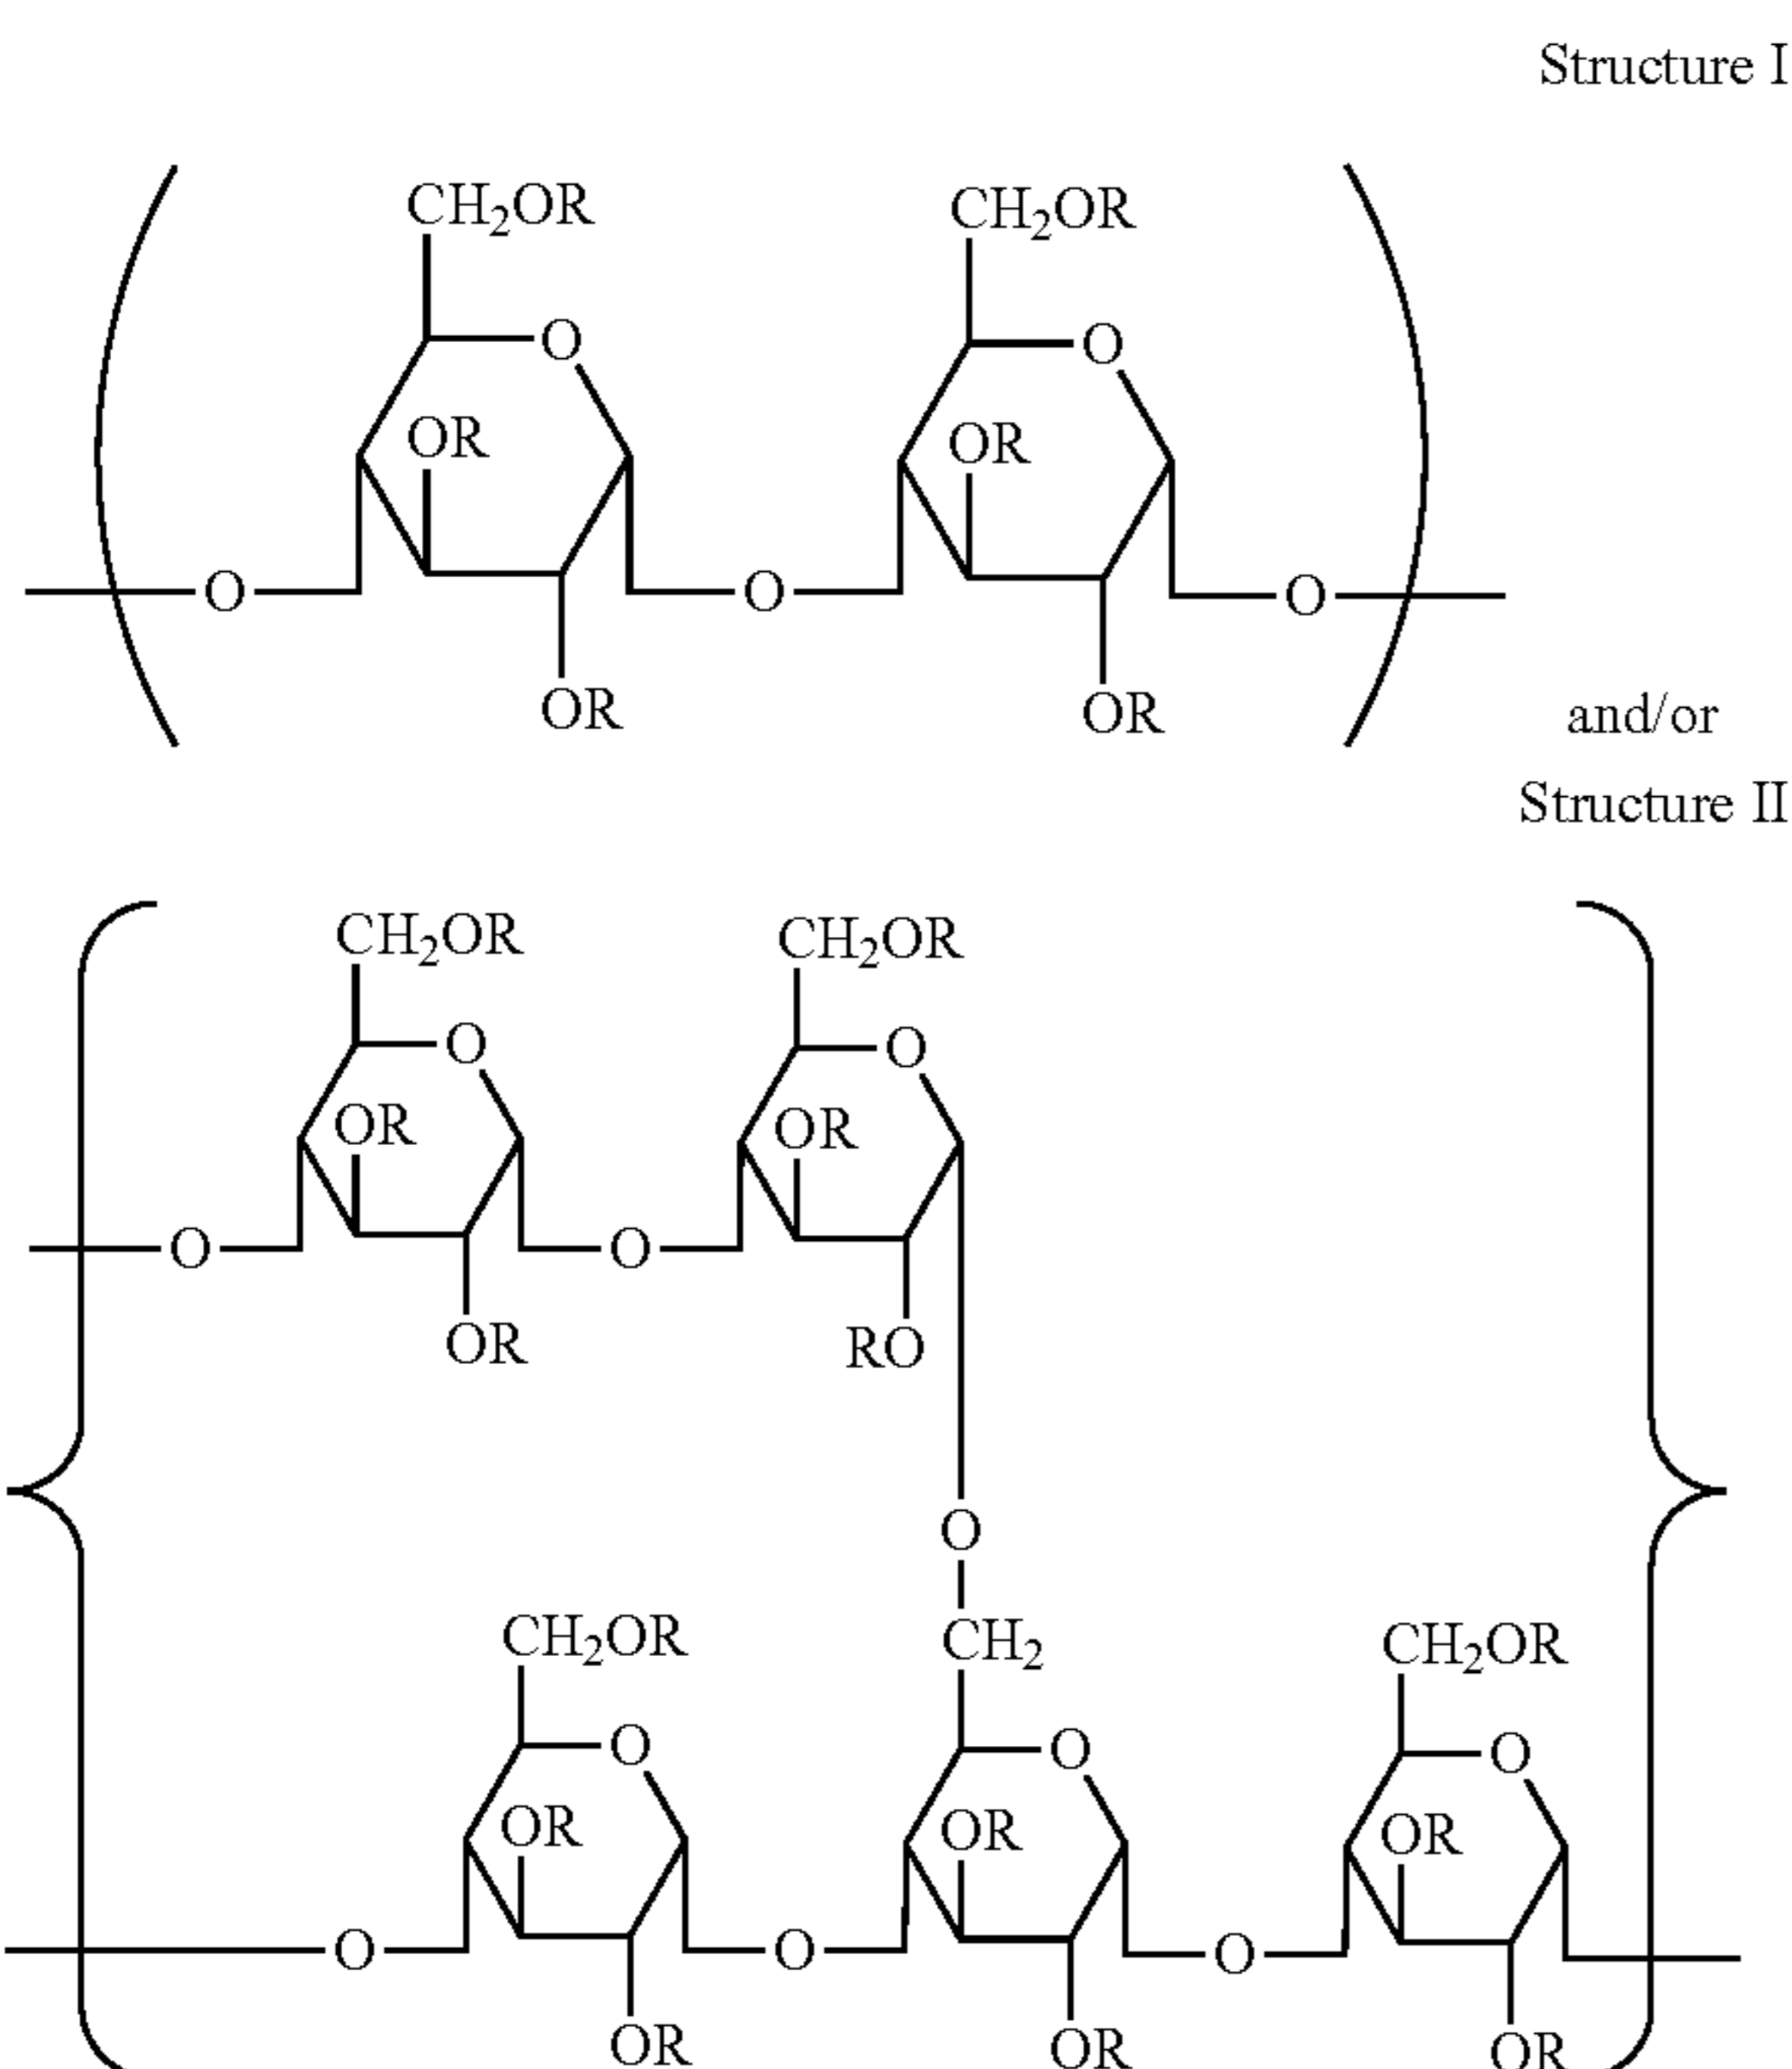 Structure I
CH2OR CH2OR
O O
OR OR
O O O
OR OR
and/or
Structure II
CH2OR CH2OR
O O
OR OR
O O
OR RO
O
CH2OR CH2 CH2OR
O O O
OR OR OR
O O O
OR OR OR